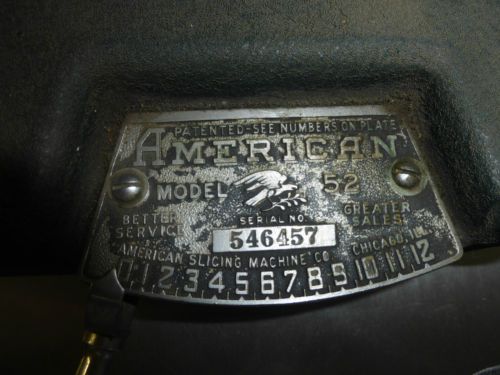 PATENTED-SEE NUMBERS ON PLATE
AMERICAN
MODEL 52
BETTER SERVICE
SERIAL NO
GREATER SALES
546457
AMERICAN SLICING MACHINE CO CHICAGO, ILL.
1 2 3 4 5 6 7 8 9 10 11 12